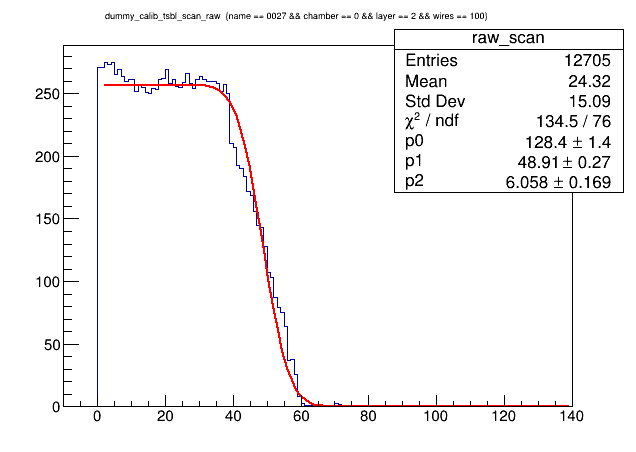 dummy_calib_tsbl_scan_raw (name == 0027 && chamber == 0 && layer == 2 && wires == 100)
raw_scan
Entries 12705
Mean 24.32
Std Dev 15.09
χ² / ndf 134.5 / 76
p0 128.4 ± 1.4
p1 48.91 ± 0.27
p2 6.058 ± 0.169
250
200
150
100
50
0
0 20 40 60 80 100 120 140